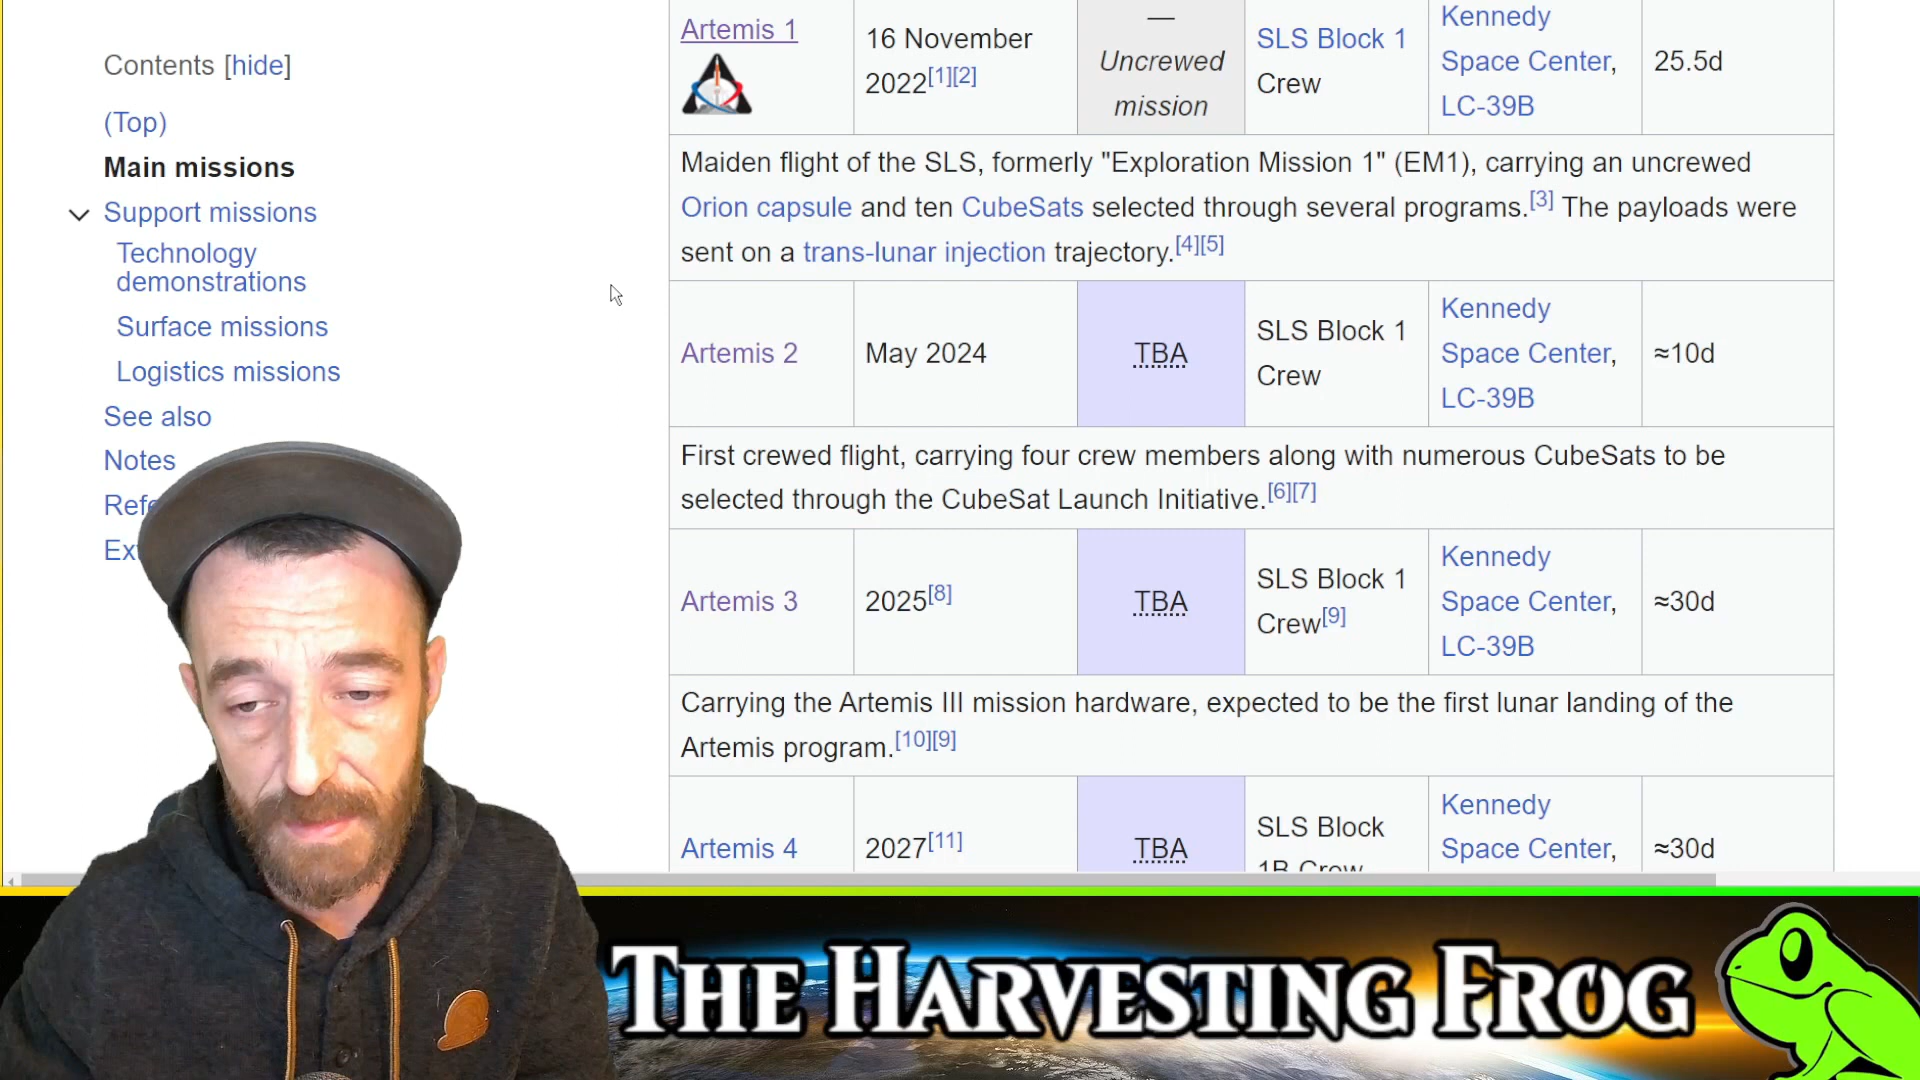 Contents [hide]
(Top)
Main missions
Support missions
Technology
demonstrations
Surface missions
Logistics missions
See also
Notes
Artemis 1
16 November
2022[1][2]
—
Uncrewed
mission
SLS Block 1
Crew
Kennedy
Space Center,
LC-39B
25.5d
Maiden flight of the SLS, formerly "Exploration Mission 1" (EM1), carrying an uncrewed
Orion capsule and ten CubeSats selected through several programs.[3] The payloads were
sent on a trans-lunar injection trajectory.[4][5]
Artemis 2
May 2024
TBA
SLS Block 1
Crew
Kennedy
Space Center,
LC-39B
≈10d
First crewed flight, carrying four crew members along with numerous CubeSats to be
selected through the CubeSat Launch Initiative.[6][7]
Artemis 3
2025[8]
TBA
SLS Block 1
Crew[9]
Kennedy
Space Center,
LC-39B
≈30d
Carrying the Artemis III mission hardware, expected to be the first lunar landing of the
Artemis program.[10][9]
Artemis 4
2027[11]
TBA
SLS Block
1B Crew
Kennedy
Space Center,
≈30d
THE HARVESTING FROG